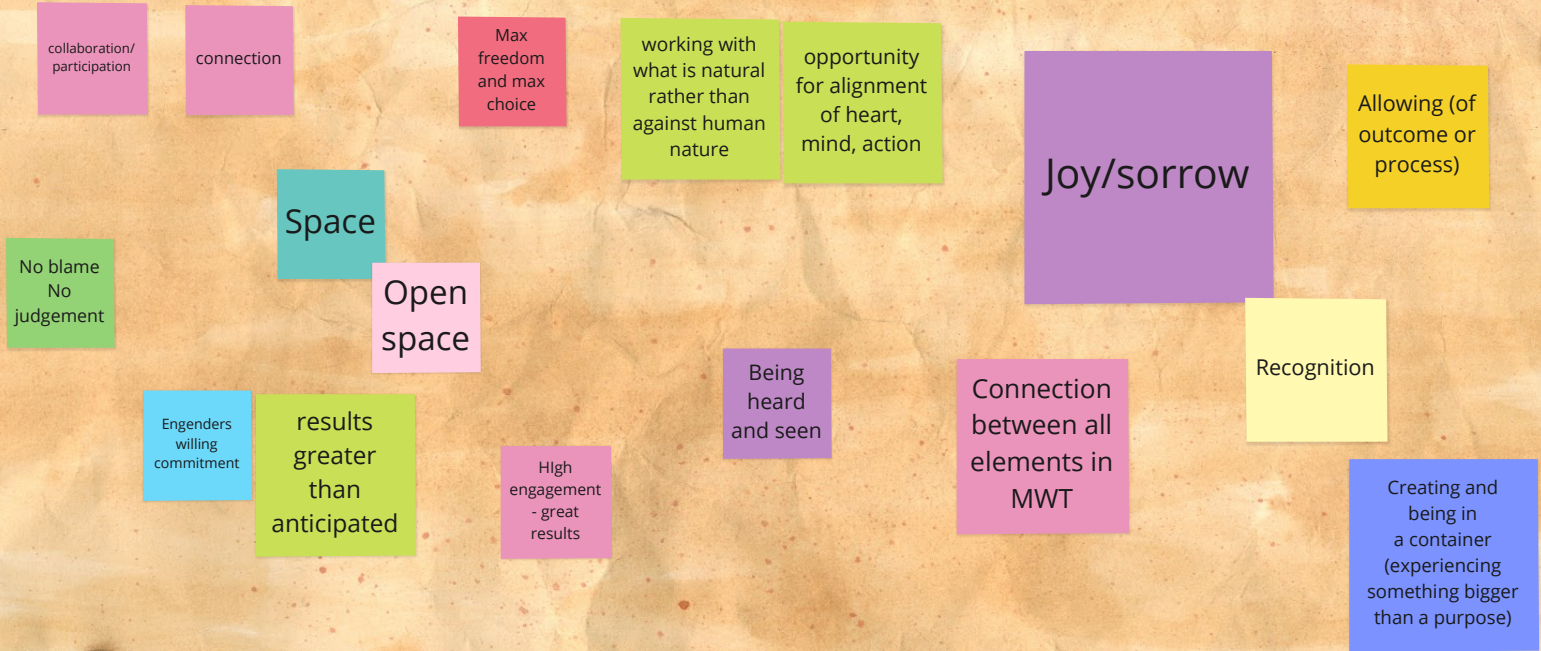 collaboration/
participation
connection
Max
freedom
and max
choice
working with
what is natural
rather than
against human
nature
opportunity
for alignment
of heart,
mind, action
Joy/sorrow
Allowing (of
outcome or
process)
Space
No blame
No
judgement
Open
space
Being
heard
and seen
Connection
between all
elements in
MWT
Recognition
Engenders
willing
commitment
results
greater
than
anticipated
HIgh
engagement
- great
results
Creating and
being in
a container
(experiencing
something bigger
than a purpose)